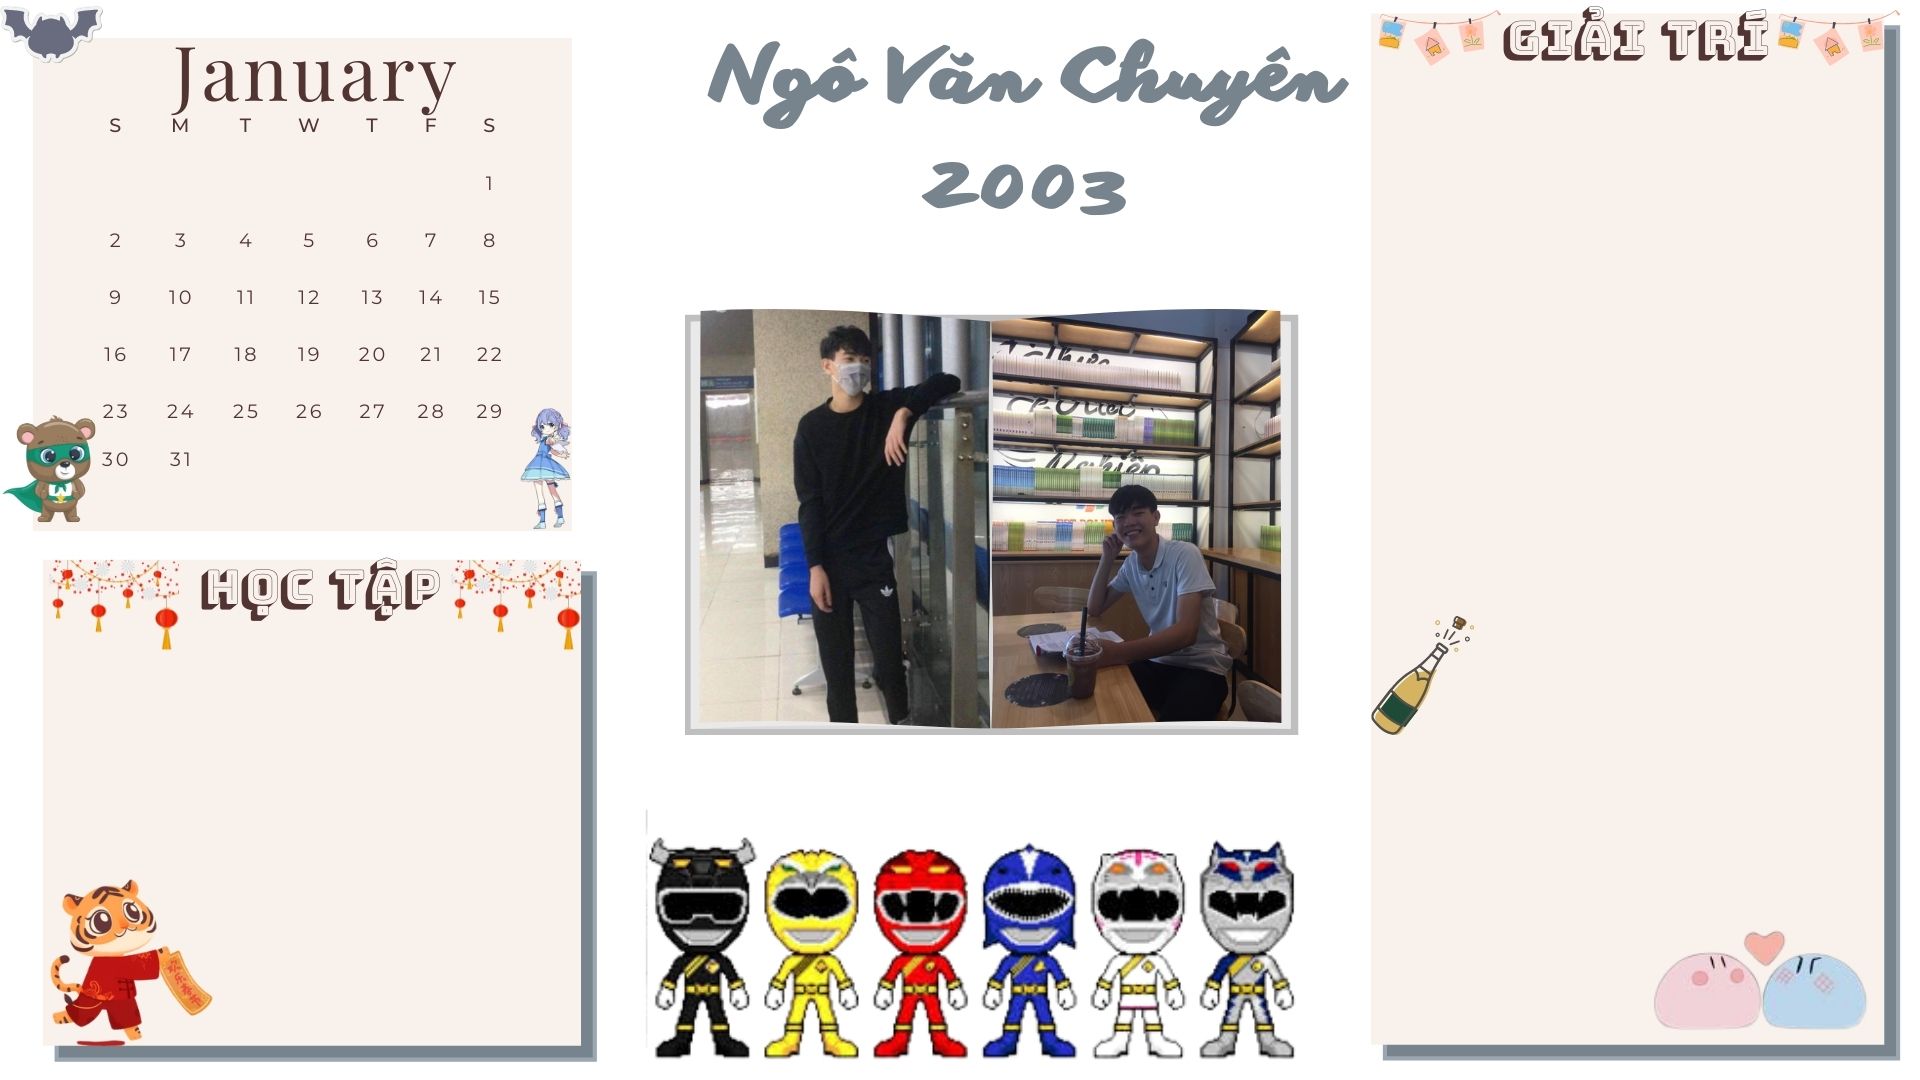 January
S M T W T F S
1
2 3 4 5 6 7 8
9 10 11 12 13 14 15
16 17 18 19 20 21 22
23 24 25 26 27 28 29
30 31
HỌC TẬP
Ngô Văn Chuyên
2003
Nghiệp
GIẢI TRÍ